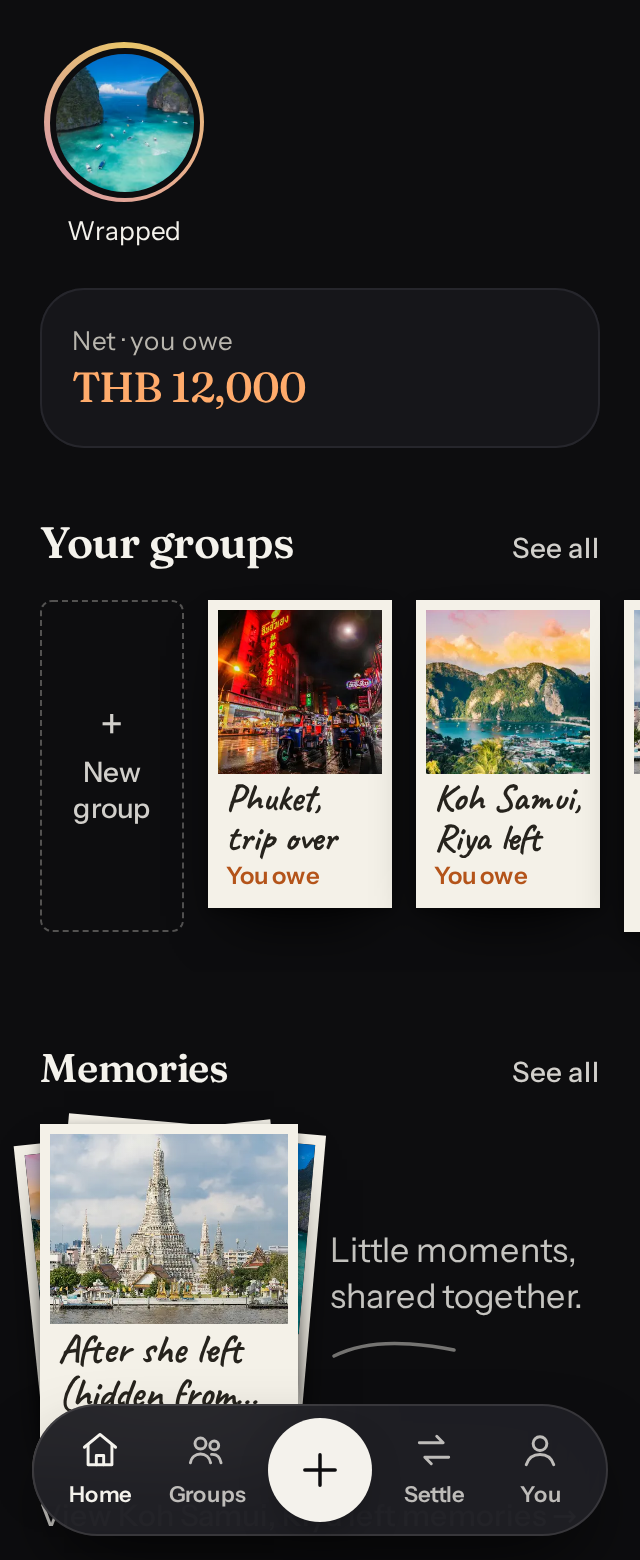 Wrapped
Net · you owe
THB 12,000
Your groups
See all
+
New
group
Phuket,
trip over
You owe
Koh Samui,
Riya left
You owe
Memories
See all
Little moments,
shared together.
After she left
(hidden from...
Home
Groups
+
Settle
You